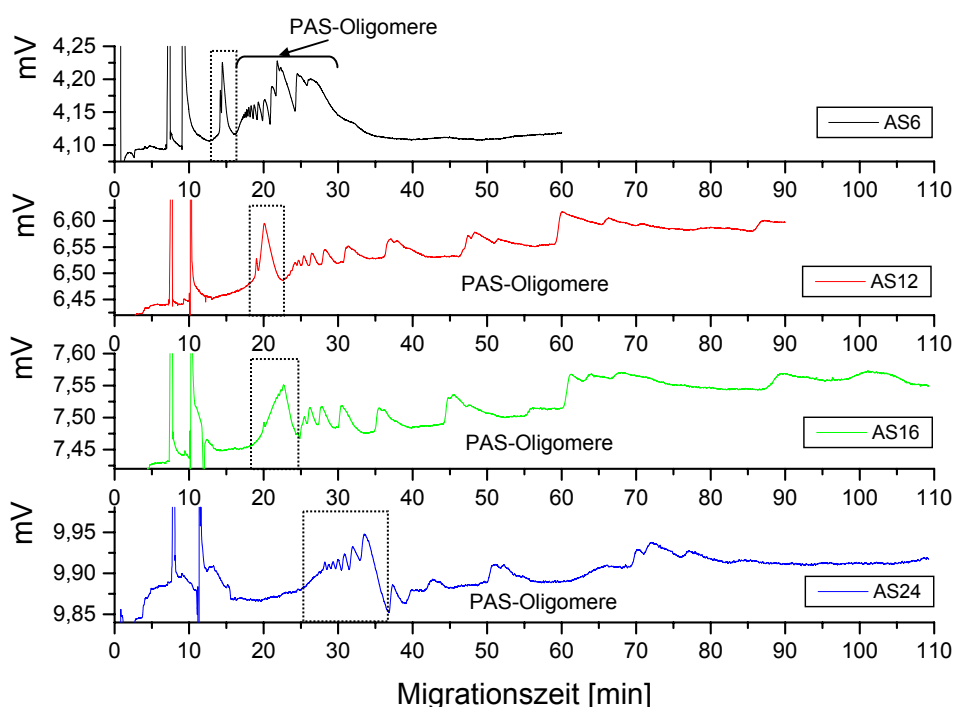 PAS-Oligomere
mV
4,25
4,20
4,15
4,10
AS6
0 10 20 30 40 50 60 70 80 90 100 110
mV
6,60
6,55
6,50
6,45
PAS-Oligomere
AS12
0 10 20 30 40 50 60 70 80 90 100 110
mV
7,60
7,55
7,50
7,45
PAS-Oligomere
AS16
0 10 20 30 40 50 60 70 80 90 100 110
mV
9,95
9,90
9,85
PAS-Oligomere
AS24
0 10 20 30 40 50 60 70 80 90 100 110
Migrationszeit [min]